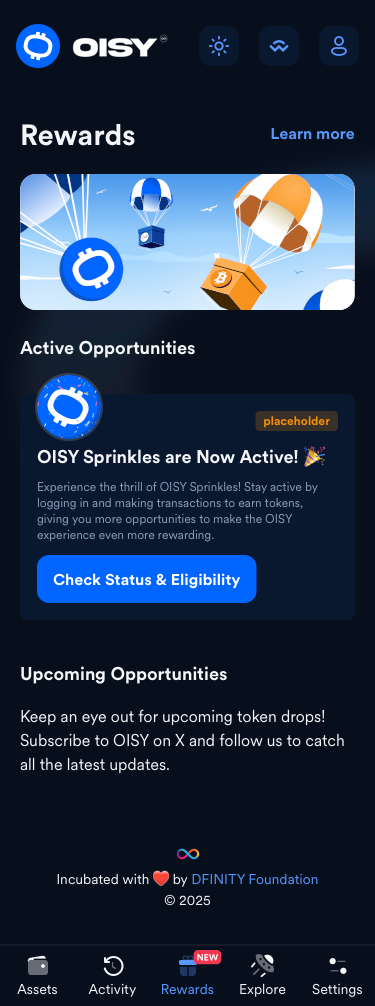 OISY
Rewards
Learn more
Active Opportunities
placeholder
OISY Sprinkles are Now Active! 🎉
Experience the thrill of OISY Sprinkles! Stay active by
logging in and making transactions to earn tokens,
giving you more opportunities to make the OISY
experience even more rewarding.
Check Status & Eligibility
Upcoming Opportunities
Keep an eye out for upcoming token drops!
Subscribe to OISY on X and follow us to catch
all the latest updates.
Incubated with ❤️ by DFINITY Foundation
© 2025
NEW
Assets
Activity
Rewards
Explore
Settings